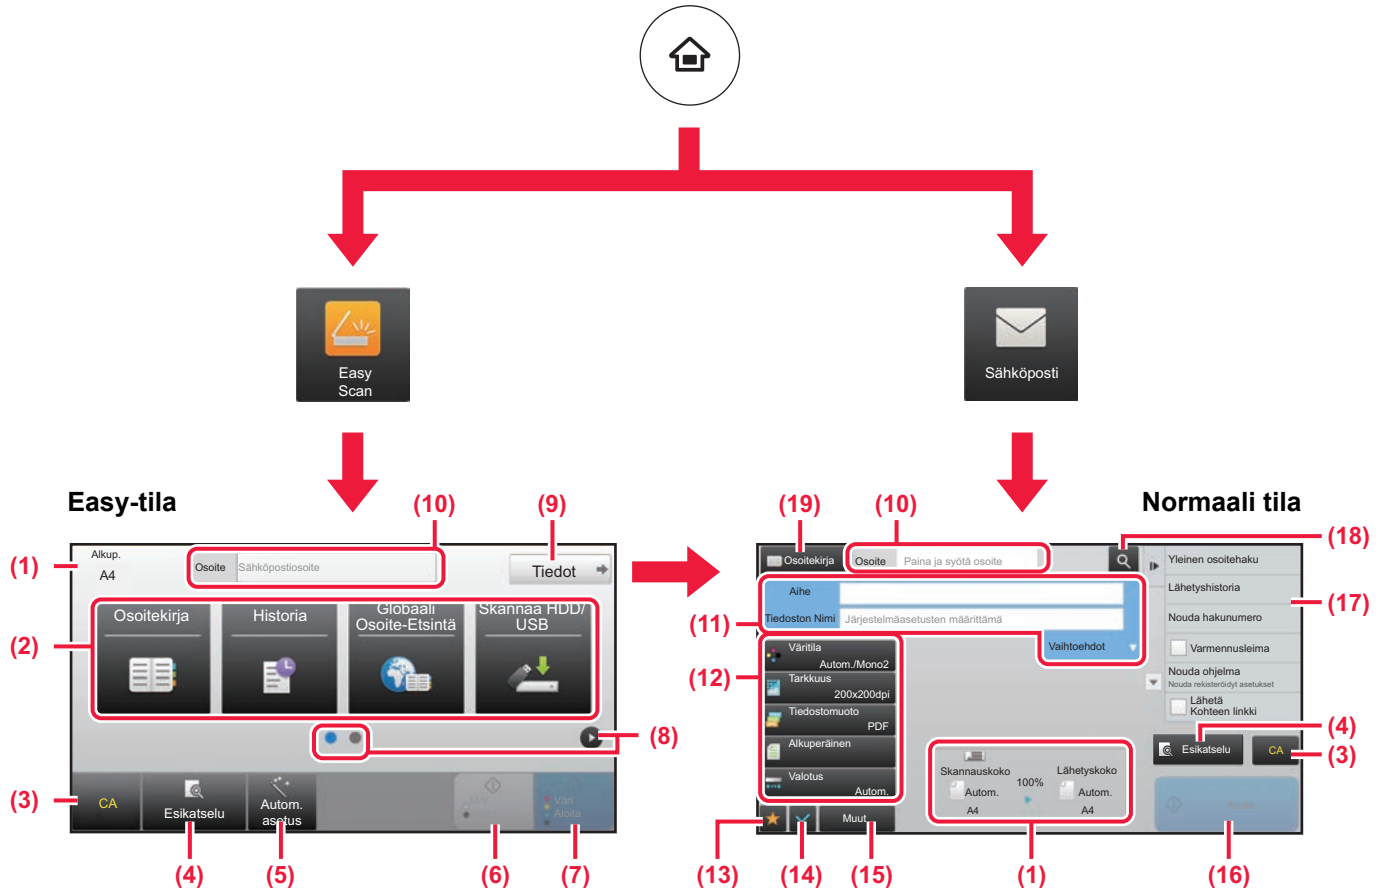 Easy
Scan
Sähköposti
Easy-tila
Normaali tila
(10)
(9)
(19)
(10)
(18)
(1)
Alkup.
A4
Osoite
Sähköpostiosoite
Tiedot
Osoitekirja
Osoite
Paina ja syötä osoite
Yleinen osoitehaku
Aihe
Lähetyshistoria
(17)
(2)
Osoitekirja
Historia
Globaali
Osoite-Etsintä
Skannaa HDD/
USB
(11)
Tiedoston Nimi
Järjestelmäasetusten määrittämä
Nouda hakunumero
Vaihtoehdot
Varmennusleima
(12)
Väritila
Autom./Mono2
Tarkkuus
200x200dpi
Nouda ohjelma
Nouda rekisteröidyt asetukset
Tiedostomuoto
PDF
Lähetä
Kohteen linkki
(8)
Alkuperäinen
(4)
Esikatselu
CA
(3)
Valotus
Autom.
Skannauskoko
Autom.
A4
100%
Lähetyskoko
Autom.
A4
(3)
CA
Esikatselu
Autom.
asetus
Väri
Aloita
Muut
(4)
(5)
(6)
(7)
(13)
(14)
(15)
(1)
(16)